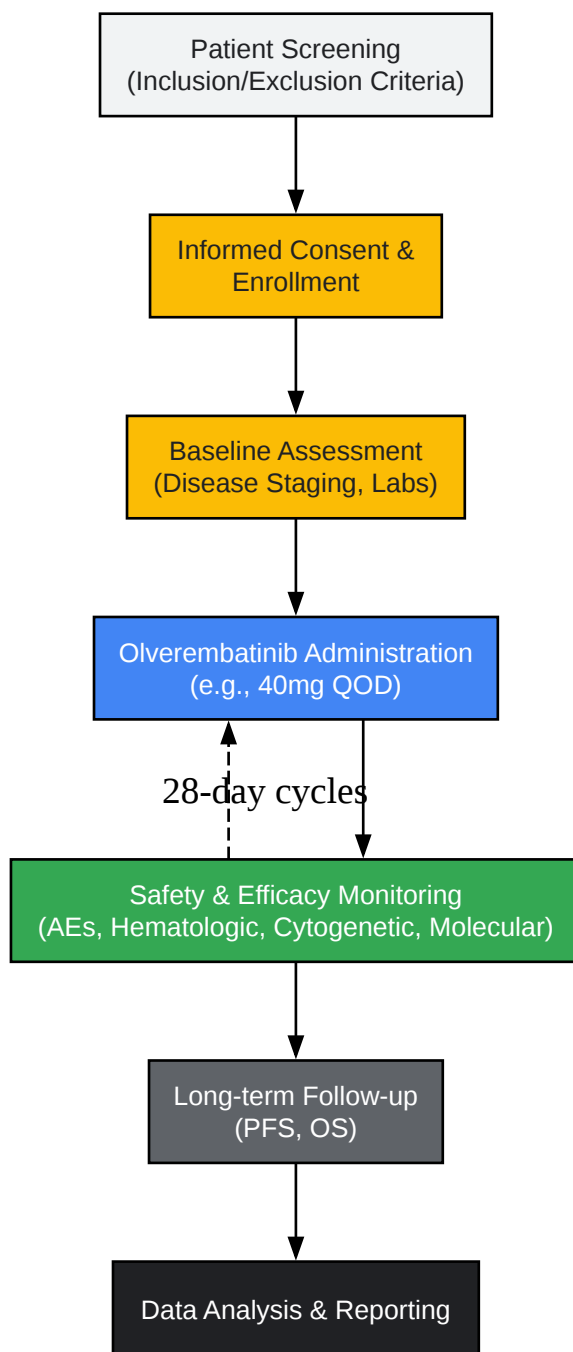 Patient Screening
(Inclusion/Exclusion Criteria)
Informed Consent &
Enrollment
Baseline Assessment
(Disease Staging, Labs)
Olverembatinib Administration
(e.g., 40mg QOD)
28-day cycles
Safety & Efficacy Monitoring
(AEs, Hematologic, Cytogenetic, Molecular)
Long-term Follow-up
(PFS, OS)
Data Analysis & Reporting